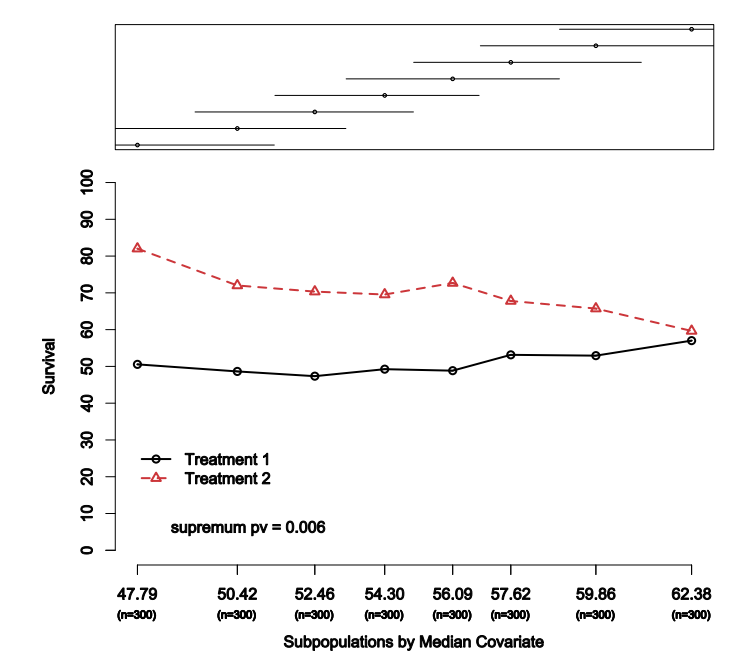 100
90
80
70
60
50
40
30
20
10
0
Survival
Treatment 1
Treatment 2
supremum pv = 0.006
47.79 50.42 52.46 54.30 56.09 57.62 59.86 62.38
(n=300) (n=300) (n=300) (n=300) (n=300) (n=300) (n=300) (n=300)
Subpopulations by Median Covariate